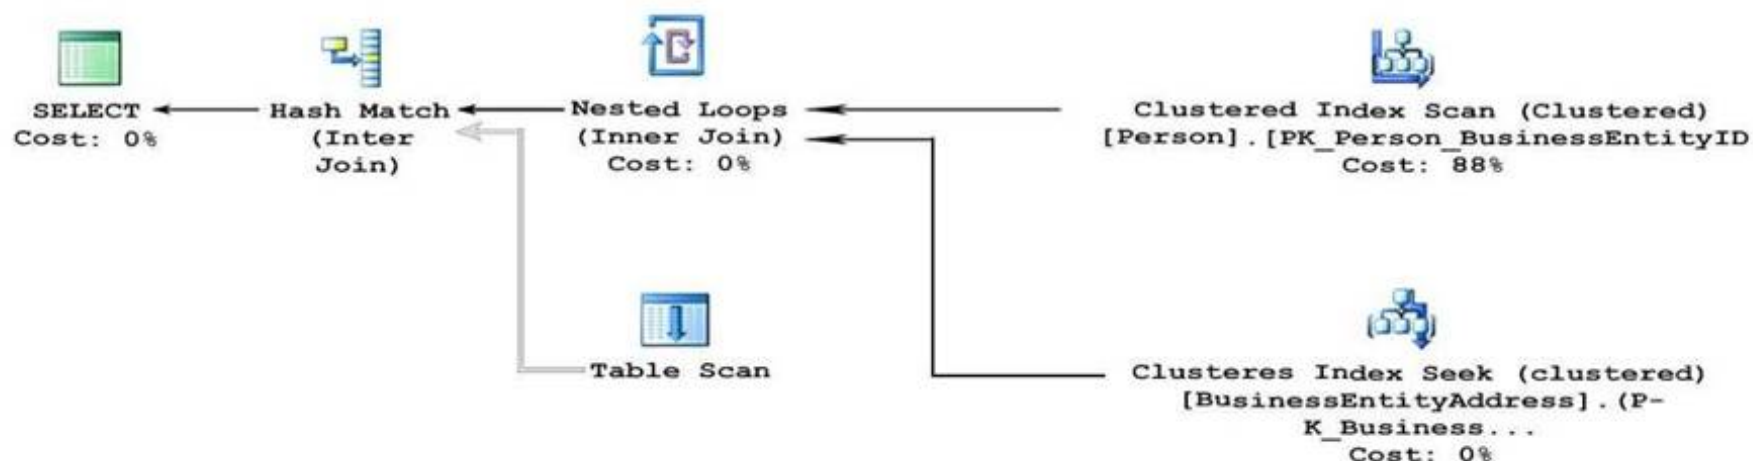 SELECT
Cost: 0%
Hash Match
(Inter
Join)
Nested Loops
(Inner Join)
Cost: 0%
Clustered Index Scan (Clustered)
[Person].[PK_Person_BusinessEntityID
Cost: 88%
Table Scan
Clusteres Index Seek (clustered)
[BusinessEntityAddress].(P-
K_Business...
Cost: 0%